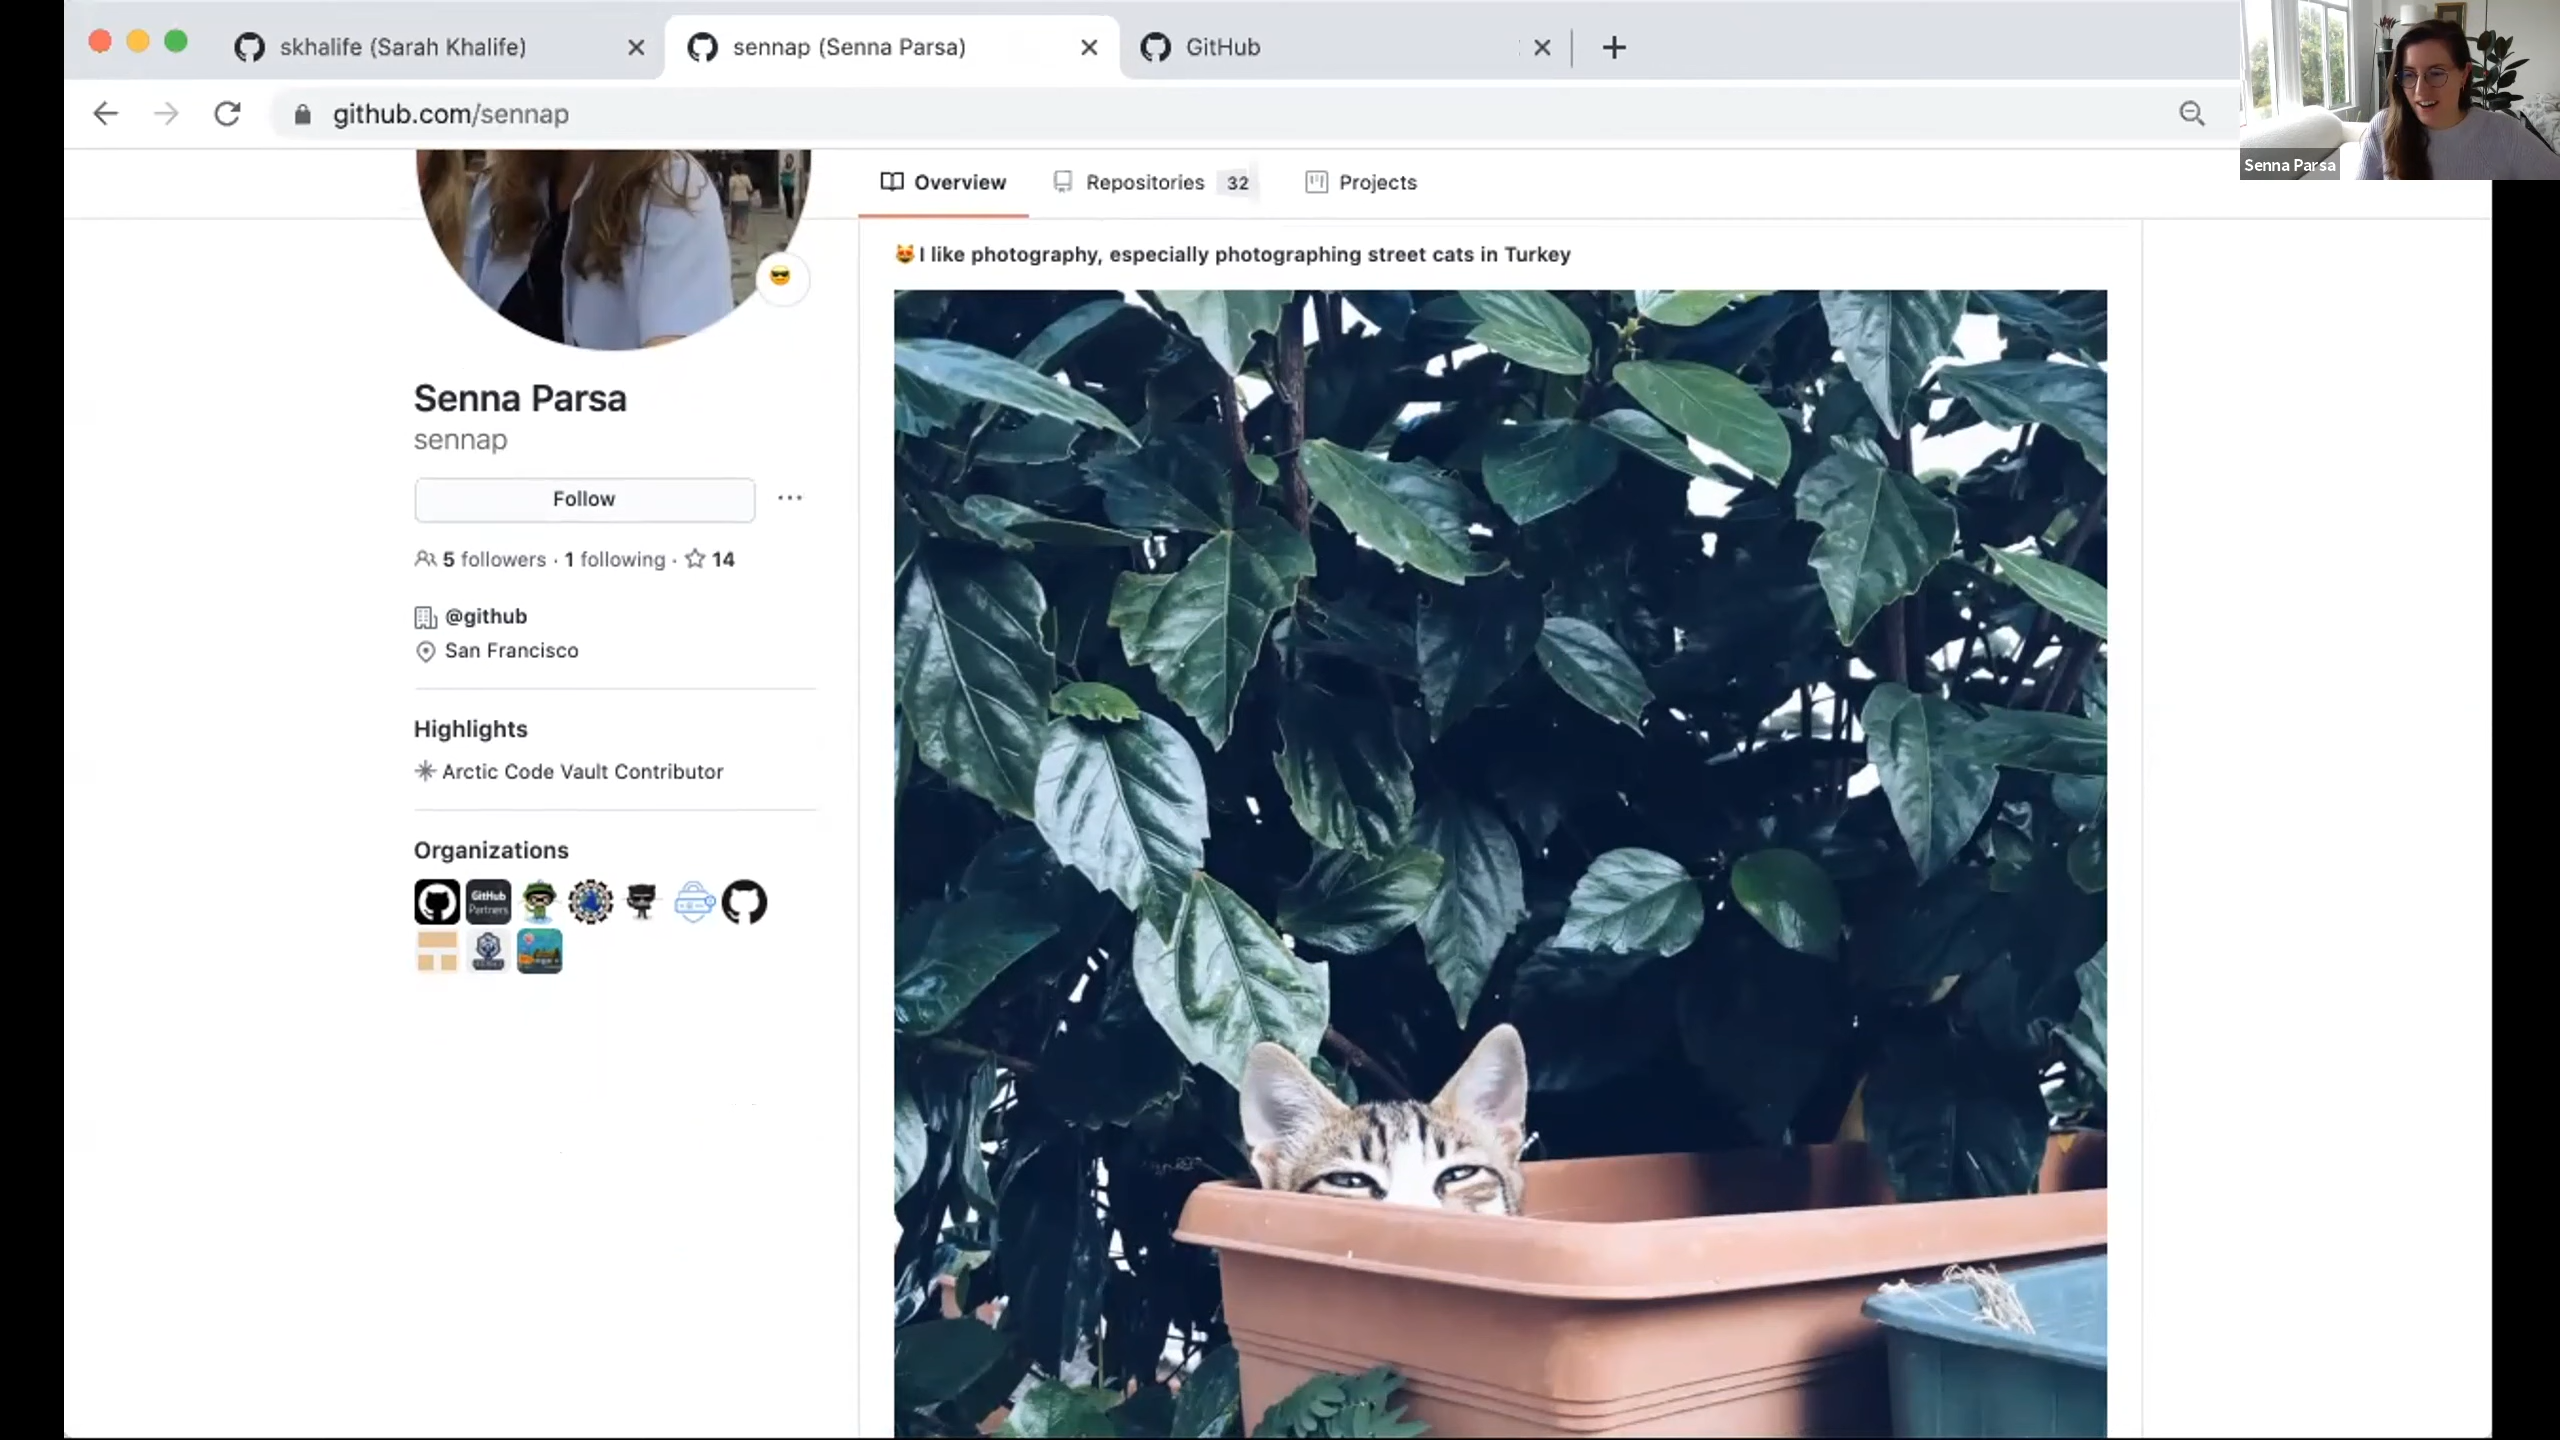 skhalife (Sarah Khalife)
sennap (Senna Parsa)
GitHub
github.com/sennap
Senna Parsa
Overview
Repositories 32
Projects
😻 I like photography, especially photographing street cats in Turkey
Senna Parsa
sennap
Follow
5 followers · 1 following · 14
@github
San Francisco
Highlights
Arctic Code Vault Contributor
Organizations
GitHub
Partners